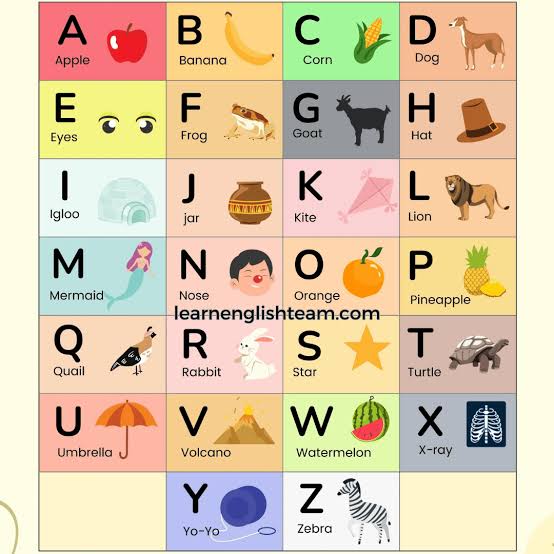 A
Apple
B
Banana
C
Corn
D
Dog
E
Eyes
F
Frog
G
Goat
H
Hat
I
Igloo
J
jar
K
Kite
L
Lion
M
Mermaid
N
Nose
O
Orange
P
Pineapple
learnenglishteam.com
Q
Quail
R
Rabbit
S
Star
T
Turtle
U
Umbrella
V
Volcano
W
Watermelon
X
X-ray
Y
Yo-Yo
Z
Zebra